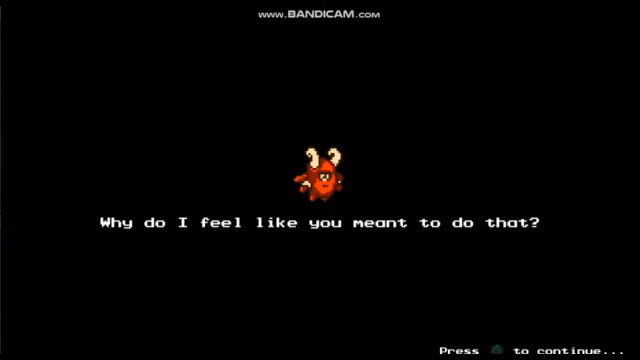 www.BANDICAM.com
Why do I feel like you meant to do that?
Press to continue...